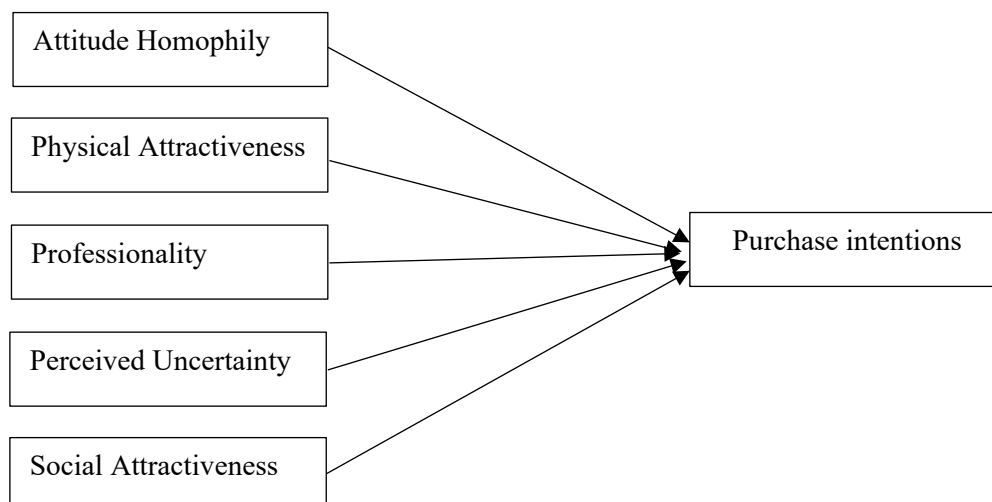 Attitude Homophily
Physical Attractiveness
Professionality
Purchase intentions
Perceived Uncertainty
Social Attractiveness